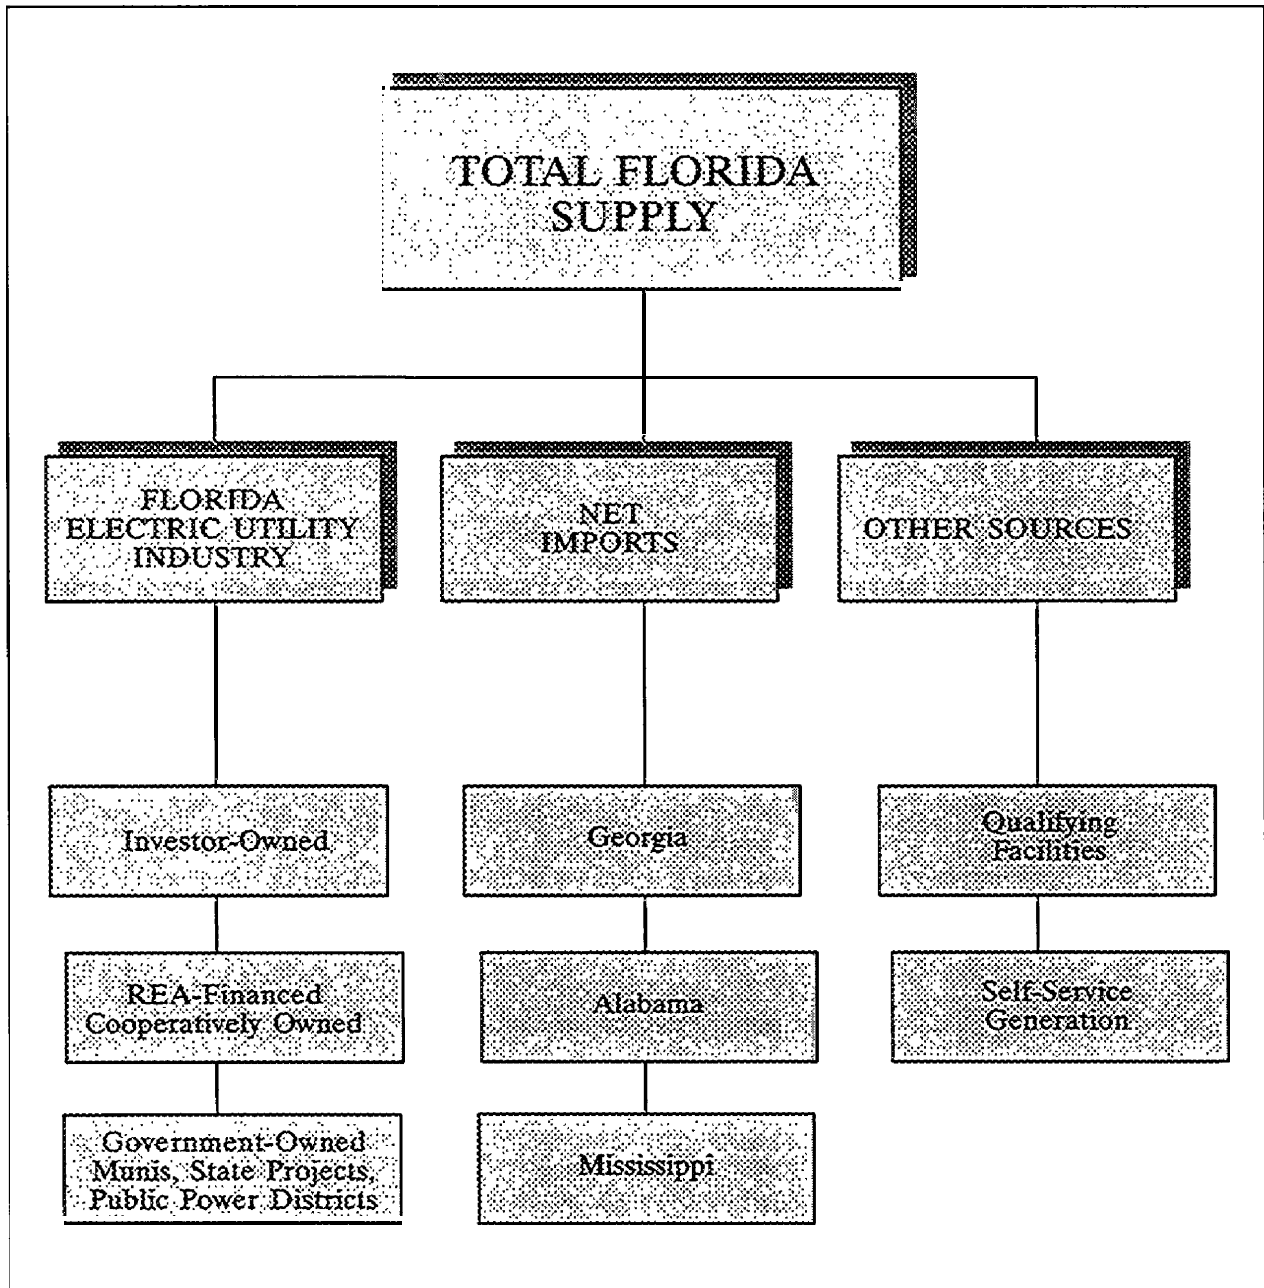 TOTAL FLORIDA
SUPPLY
FLORIDA
ELECTRIC UTILITY
INDUSTRY
NET
IMPORTS
OTHER SOURCES
Investor-Owned
Georgia
Qualifying
Facilities
REA-Financed
Cooperatively Owned
Alabama
Self-Service
Generation
Government-Owned
Munis, State Projects,
Public Power Districts
Mississippi